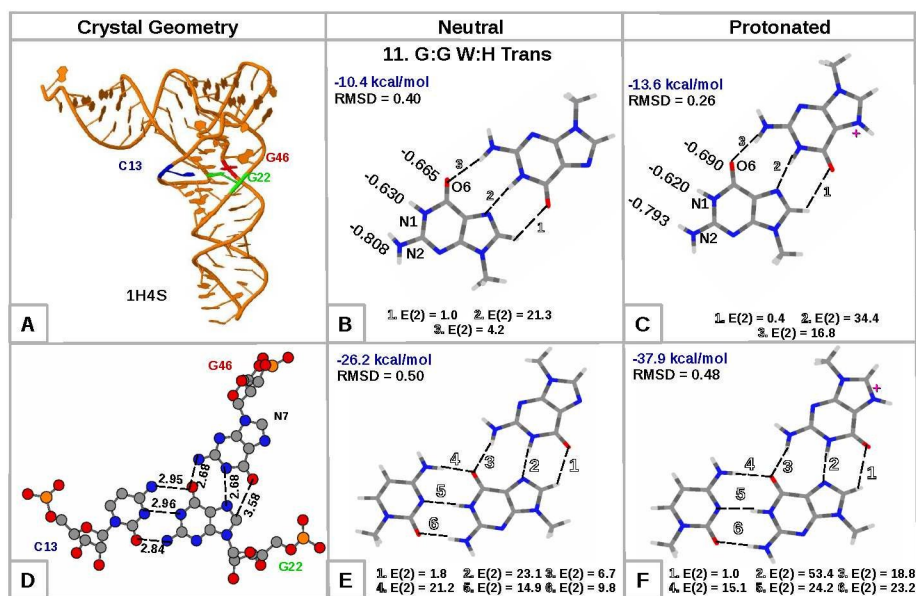 Crystal Geometry
Neutral
Protonated
C13
G46
G22
1H4S
A
11. G:G W:H Trans
-10.4 kcal/mol
RMSD = 0.40
-0.665
-0.630
-0.808
O6
N1
N2
3
2
1
1. E(2) = 1.0 2. E(2) = 21.3
3. E(2) = 4.2
B
-13.6 kcal/mol
RMSD = 0.26
+
-0.690
-0.620
-0.793
O6
N1
N2
3
2
1
1. E(2) = 0.4 2. E(2) = 34.4
3. E(2) = 16.8
C
G46
N7
2.95
2.68
2.68
3.58
2.96
2.84
C13
G22
D
-26.2 kcal/mol
RMSD = 0.50
4
3
2
1
5
6
1. E(2) = 1.8 2. E(2) = 23.1 3. E(2) = 6.7
4. E(2) = 21.2 5. E(2) = 14.9 6. E(2) = 9.8
E
-37.9 kcal/mol
RMSD = 0.48
+
4
3
2
1
5
6
1. E(2) = 1.0 2. E(2) = 53.4 3. E(2) = 18.8
4. E(2) = 15.1 5. E(2) = 24.2 6. E(2) = 23.2
F